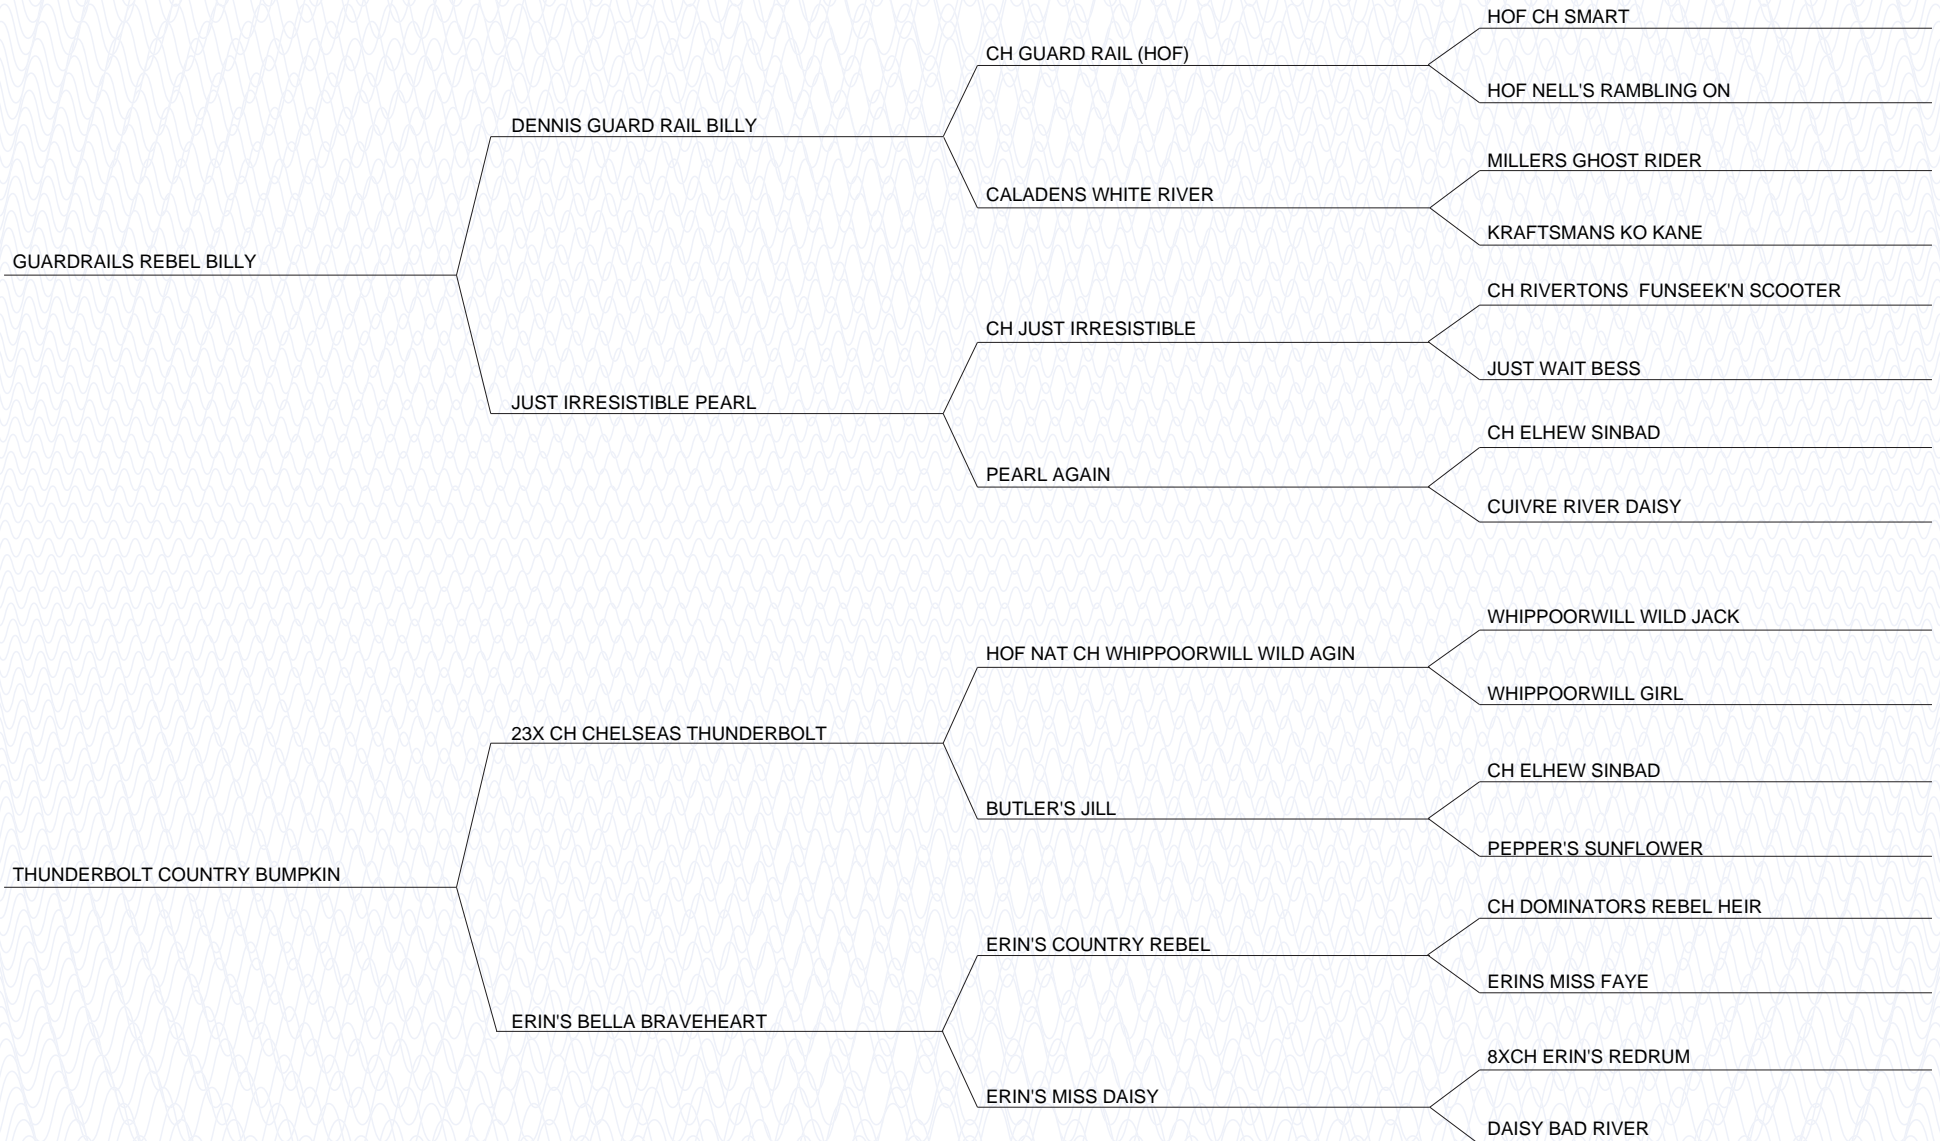 HOF CH SMART
CH GUARD RAIL (HOF)
HOF NELL'S RAMBLING ON
DENNIS GUARD RAIL BILLY
MILLERS GHOST RIDER
CALADENS WHITE RIVER
KRAFTSMANS KO KANE
GUARDRAILS REBEL BILLY
CH RIVERTONS  FUNSEEK'N SCOOTER
CH JUST IRRESISTIBLE
JUST WAIT BESS
JUST IRRESISTIBLE PEARL
CH ELHEW SINBAD
PEARL AGAIN
CUIVRE RIVER DAISY
WHIPPOORWILL WILD JACK
HOF NAT CH WHIPPOORWILL WILD AGIN
WHIPPOORWILL GIRL
23X CH CHELSEAS THUNDERBOLT
CH ELHEW SINBAD
BUTLER'S JILL
PEPPER'S SUNFLOWER
THUNDERBOLT COUNTRY BUMPKIN
CH DOMINATORS REBEL HEIR
ERIN'S COUNTRY REBEL
ERINS MISS FAYE
ERIN'S BELLA BRAVEHEART
8XCH ERIN'S REDRUM
ERIN'S MISS DAISY
DAISY BAD RIVER